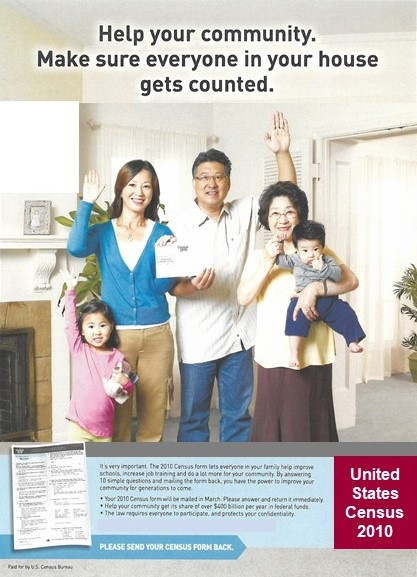 Help your community.
Make sure everyone in your house
gets counted.
It's very important. The 2010 Census form lets everyone in your family help improve
schools, increase job training and do a lot more for your community. By answering
10 simple questions and mailing the form back, you have the power to improve your
community for generations to come.
• Your 2010 Census form will be mailed in March. Please answer and return it immediately.
• Help your community get its share of over $400 billion per year in federal funds.
• The law requires everyone to participate, and protects your confidentiality.
PLEASE SEND YOUR CENSUS FORM BACK.
United
States
Census
2010
Paid for by U.S. Census Bureau